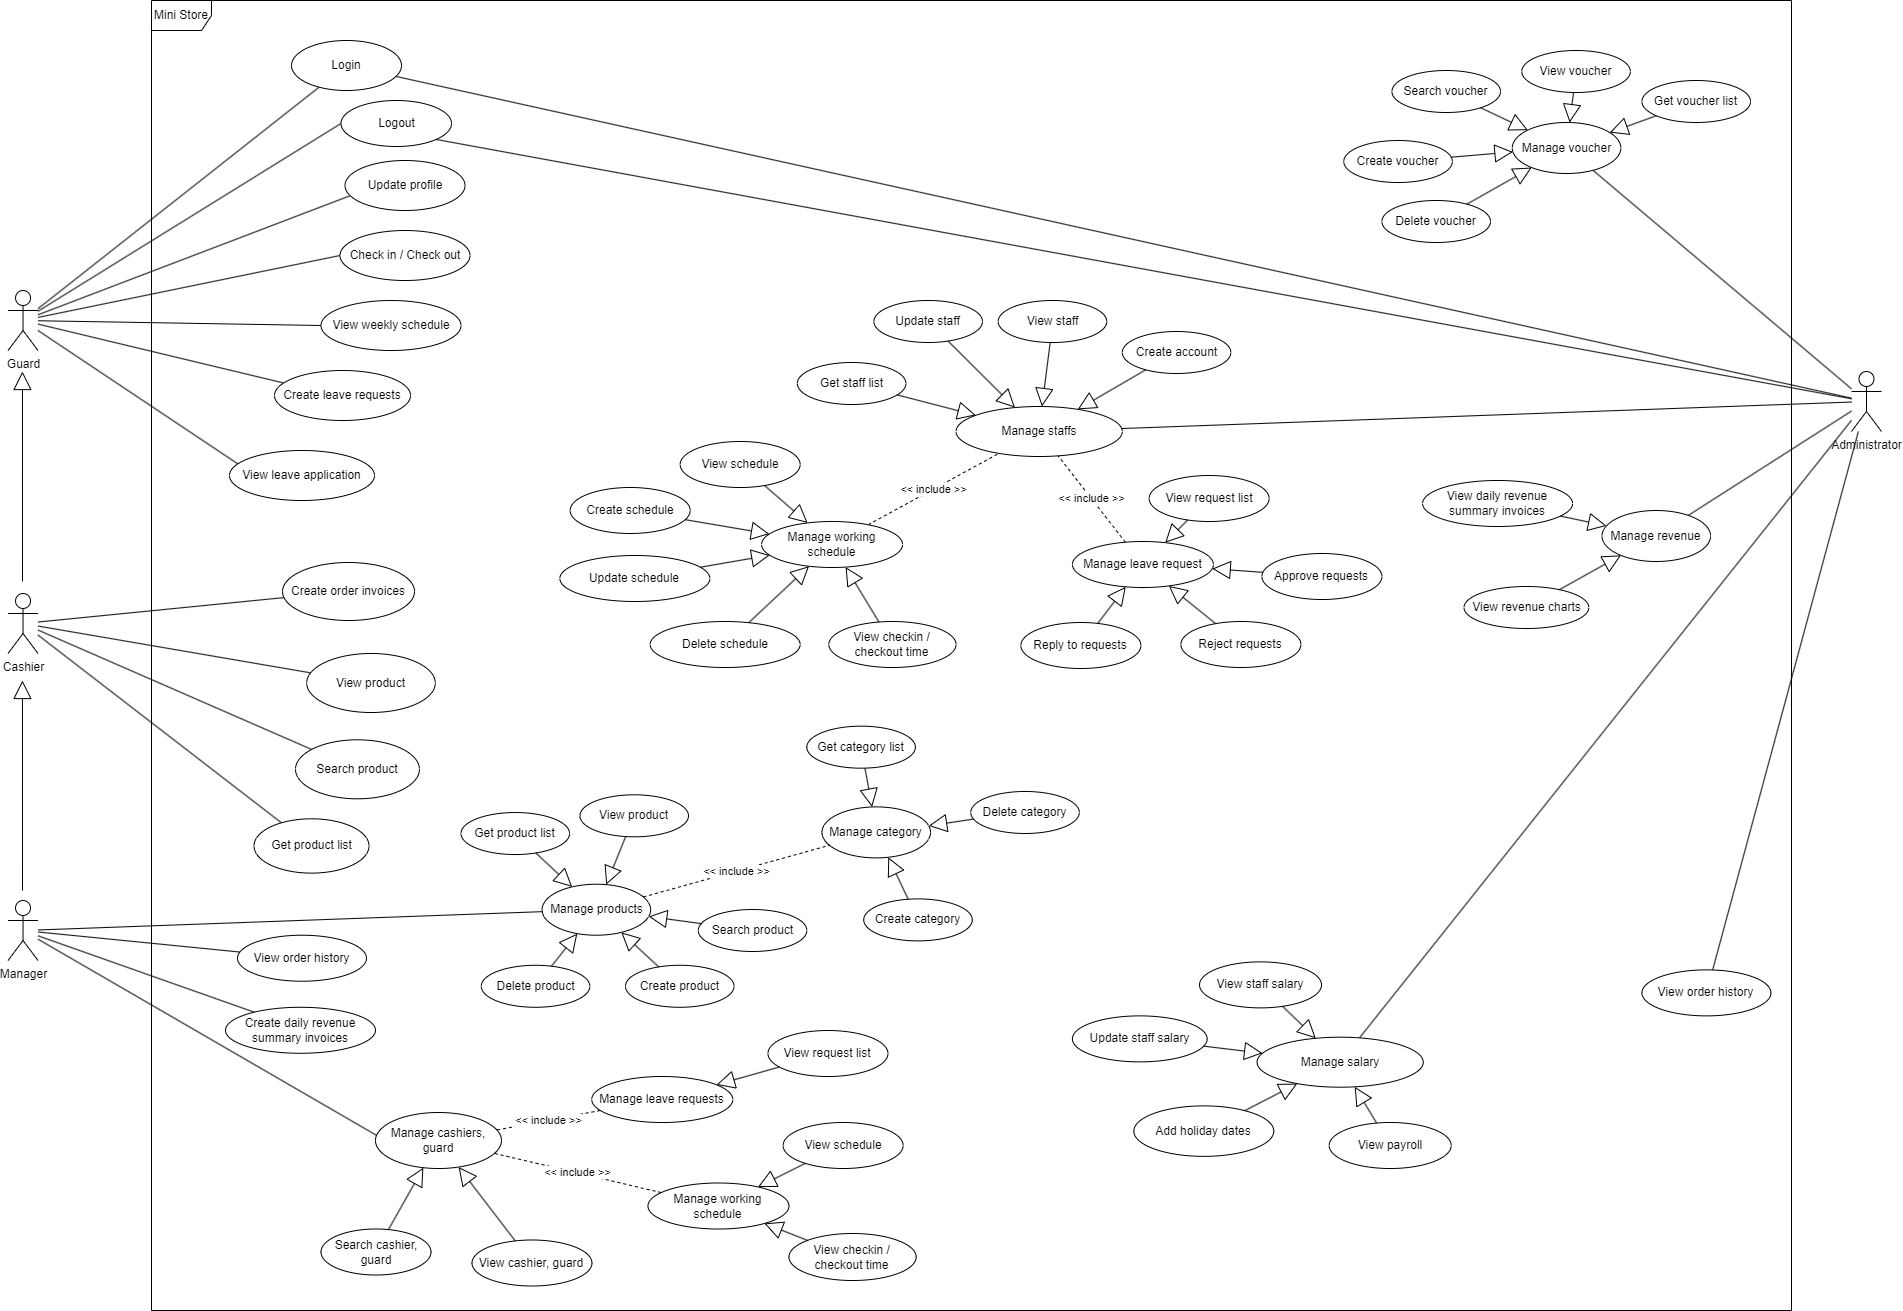 Mini Store
Login
Logout
Update profile
Check in / Check out
View weekly schedule
Create leave requests
View leave application
Guard
Create order invoices
View product
Search product
Get product list
Cashier
Manager
View order history
Create daily revenue
summary invoices
Manage products
Get product list
View product
Search product
Delete product
Create product
<< include >>
Manage category
Get category list
Delete category
Create category
Manage cashiers,
guard
Search cashier,
guard
View cashier, guard
<< include >>
Manage leave requests
View request list
<< include >>
Manage working
schedule
View schedule
View checkin /
checkout time
Search voucher
View voucher
Get voucher list
Create voucher
Manage voucher
Delete voucher
Update staff
View staff
Create account
Get staff list
Manage staffs
<< include >>
<< include >>
View schedule
Create schedule
Manage working
schedule
Update schedule
Delete schedule
View checkin /
checkout time
View request list
Manage leave request
Approve requests
Reply to requests
Reject requests
Administrator
View daily revenue
summary invoices
Manage revenue
View revenue charts
View order history
View staff salary
Update staff salary
Manage salary
Add holiday dates
View payroll